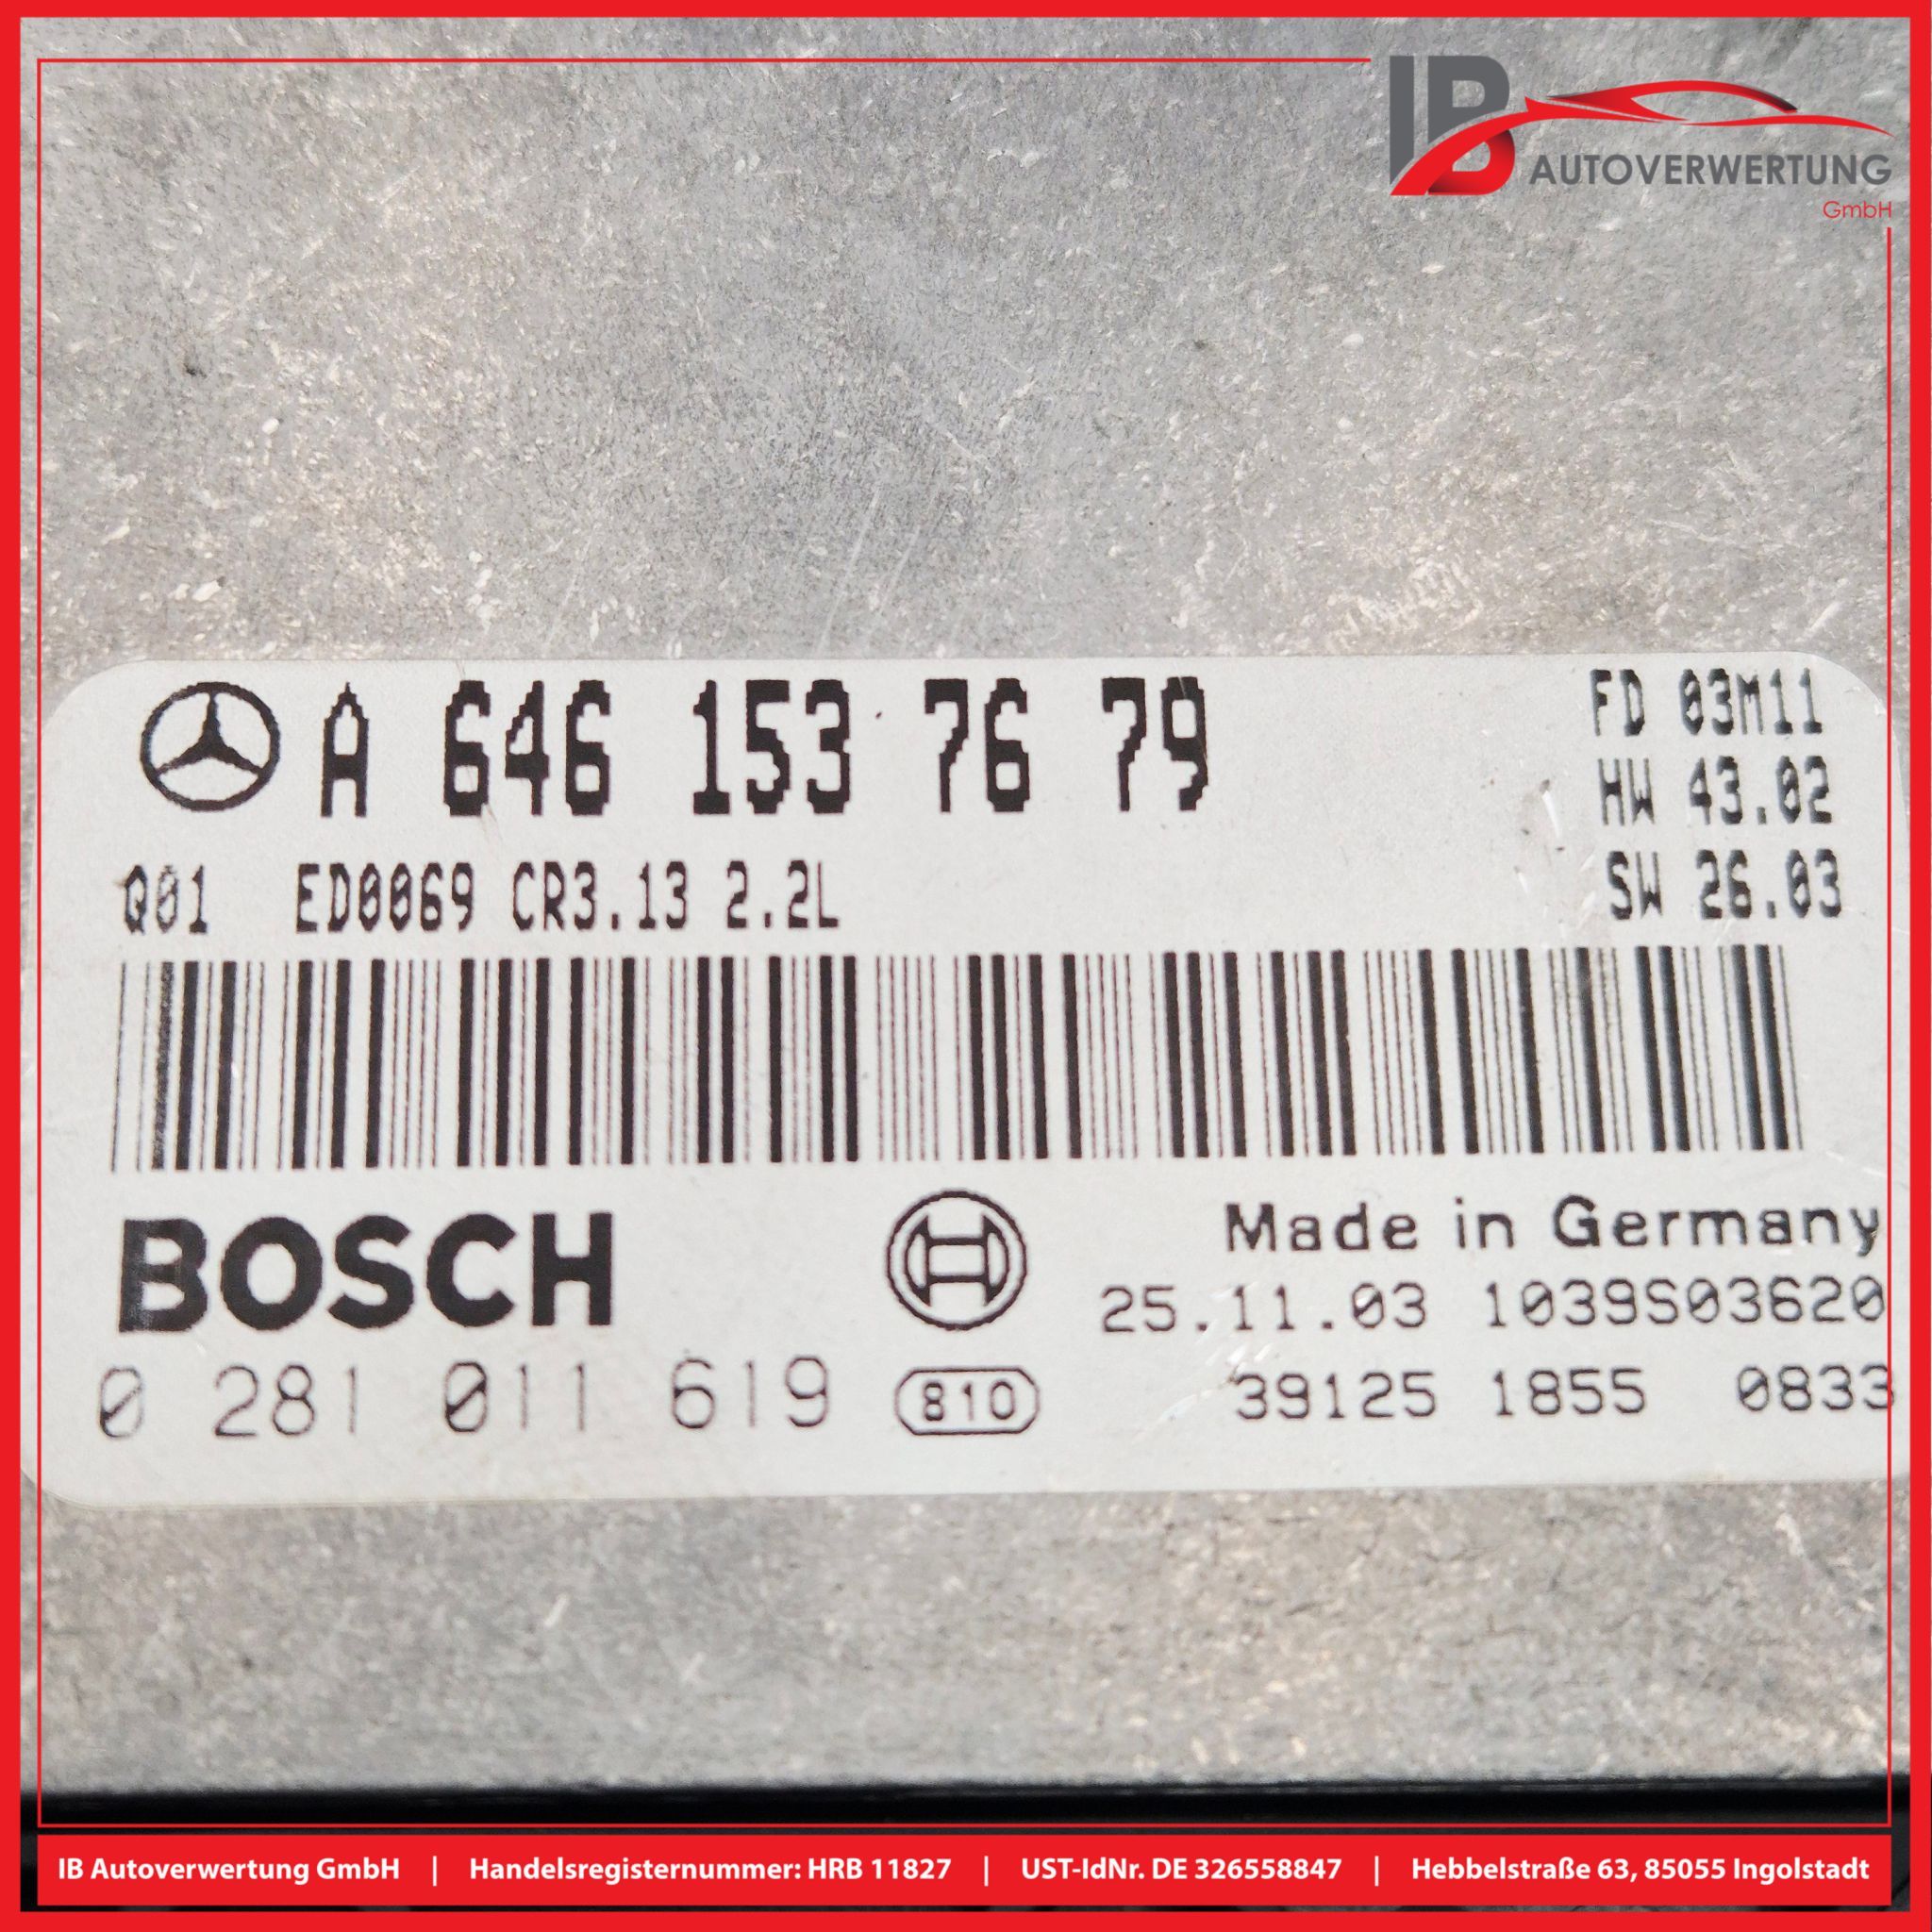 IB
AUTOVERWERTUNG
GmbH
A 646 153 76 79
FD 03M11
HW 43.02
SW 26.03
Q01 ED0069 CR3.13 2.2L
BOSCH
Made in Germany
25.11.03 1039S03620
0 281 011 619
810
39125 1855 0833
IB Autoverwertung GmbH | Handelsregisternummer: HRB 11827 | UST-IdNr. DE 326558847 | Hebbelstraße 63, 85055 Ingolstadt